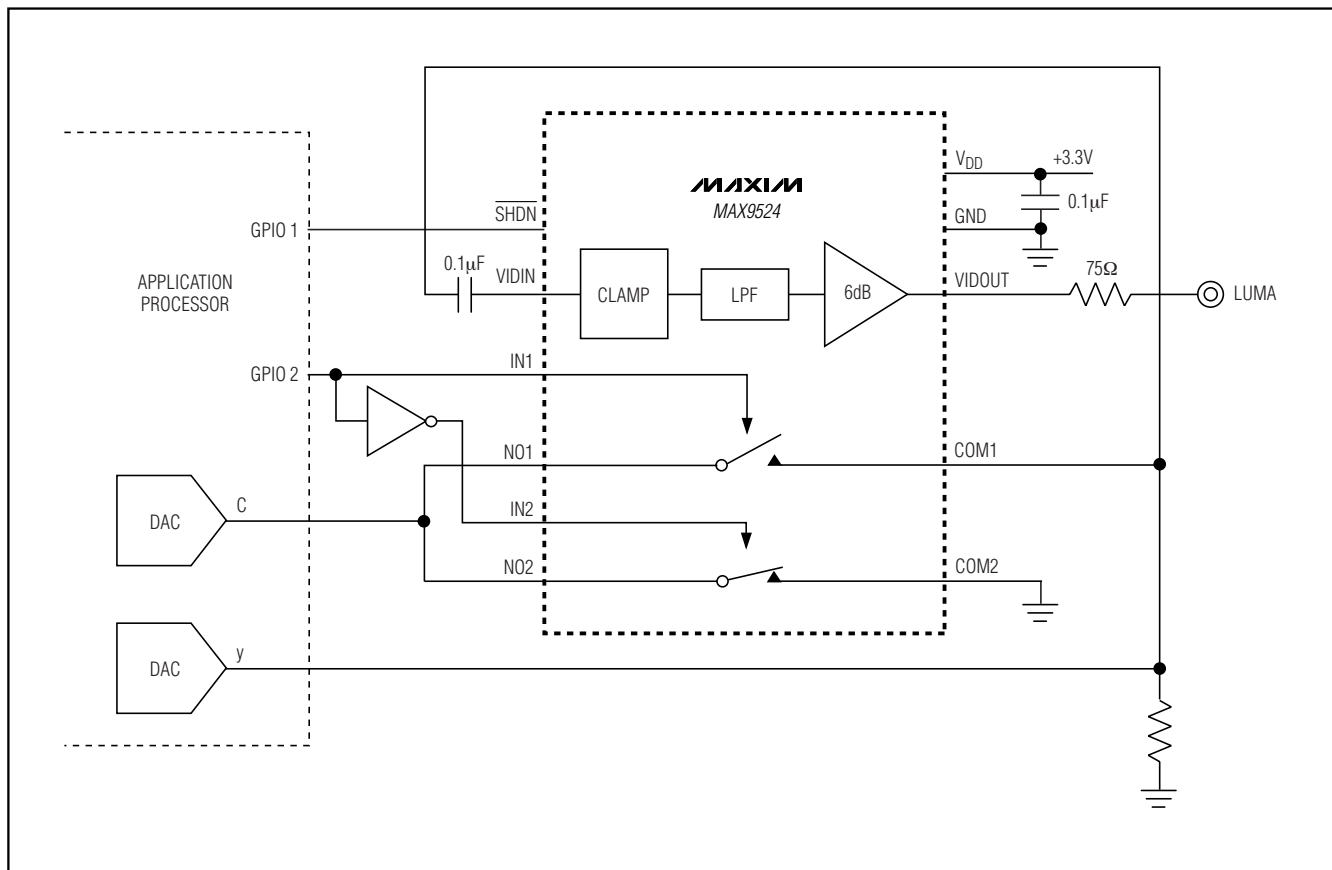 V_DD
+3.3V
MAXIM
MAX9524
SHDN
0.1μF
GND
GPIO 1
0.1μF
VIDIN
CLAMP
LPF
6dB
VIDOUT
75Ω
LUMA
APPLICATION
PROCESSOR
GPIO 2
IN1
NO1
COM1
DAC
C
IN2
NO2
COM2
DAC
y